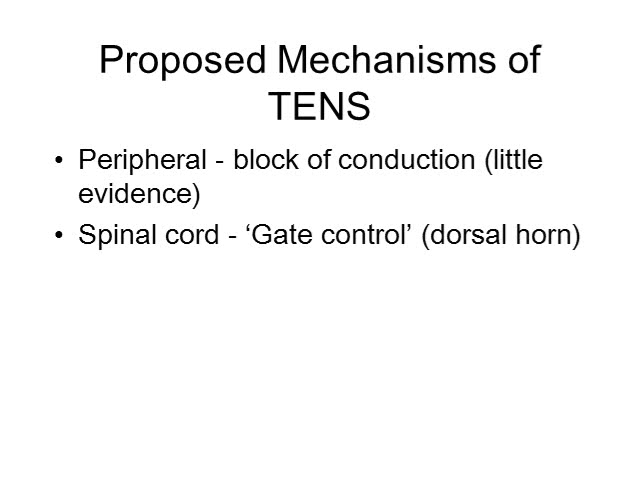 Proposed Mechanisms of
TENS
• Peripheral - block of conduction (little
evidence)
• Spinal cord - ‘Gate control’ (dorsal horn)